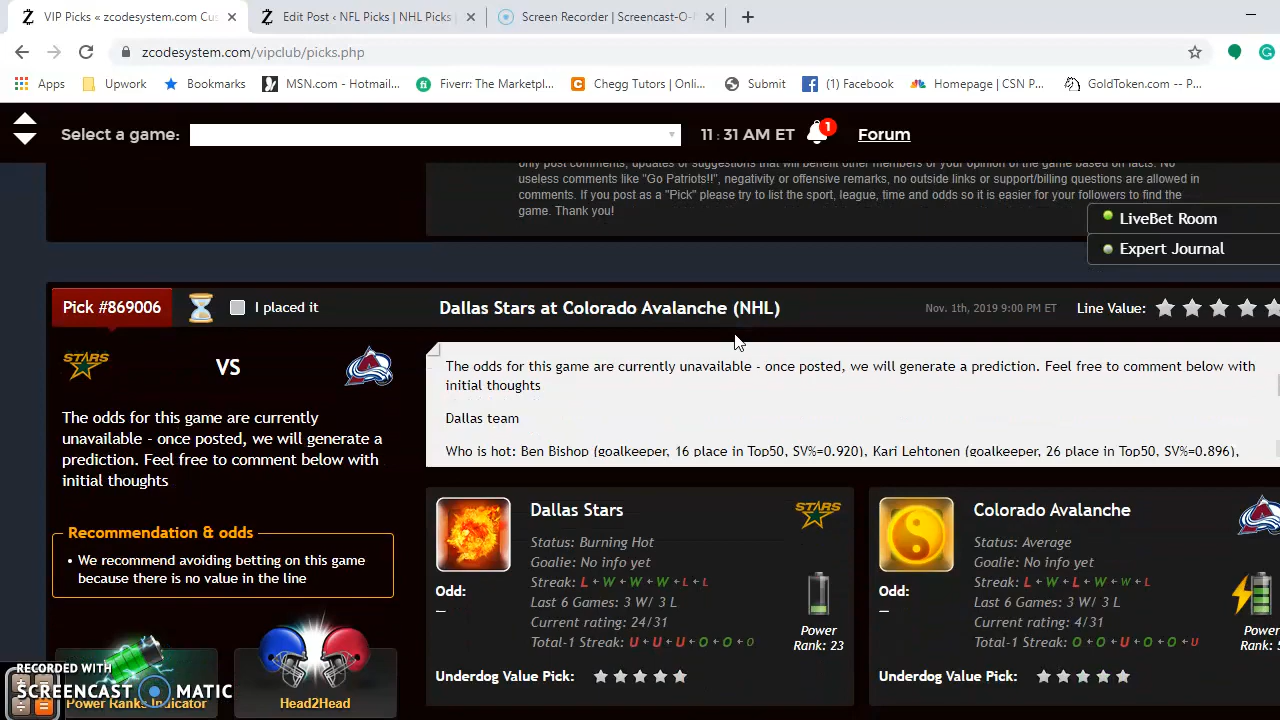 VIP Picks « zcodesystem.com Cus
Edit Post ‹ NFL Picks | NHL Picks |
Screen Recorder | Screencast-O-
zcodesystem.com/vipclub/picks.php
Apps
Upwork
Bookmarks
MSN.com - Hotmail...
Fiverr: The Marketpl...
Chegg Tutors | Onli...
Submit
(1) Facebook
Homepage | CSN P...
GoldToken.com -- P...
Select a game:
11 : 31 AM ET
1
Forum
only post comments, updates or suggestions that will benefit other members or your opinion of the game based on facts. No
useless comments like "Go Patriots!!", negativity or offensive remarks, no outside links or support/billing questions are allowed in
comments. If you post as a "Pick" please try to list the sport, league, time and odds so it is easier for your followers to find the
game. Thank you!
LiveBet Room
Expert Journal
Pick #869006
I placed it
Dallas Stars at Colorado Avalanche (NHL)
Nov. 1th, 2019 9:00 PM ET
Line Value:
STARS
VS
The odds for this game are currently
unavailable - once posted, we will generate a
prediction. Feel free to comment below with
initial thoughts
The odds for this game are currently unavailable - once posted, we will generate a prediction. Feel free to comment below with
initial thoughts
Dallas team
Who is hot: Ben Bishop (goalkeeper, 16 place in Top50, SV%=0.920), Kari Lehtonen (goalkeeper, 26 place in Top50, SV%=0.896),
Recommendation & odds
• We recommend avoiding betting on this game
because there is no value in the line
Dallas Stars
STARS
Status: Burning Hot
Goalie: No info yet
Odd:
—
Streak: L ← W ← W ← W ← L ← L
Last 6 Games: 3 W/ 3 L
Current rating: 24/31
Total-1 Streak: U ← U ← U ← O ← O ← O
Power
Rank: 23
Underdog Value Pick:
Colorado Avalanche
Status: Average
Goalie: No info yet
Odd:
—
Streak: L ← W ← L ← W ← W ← L
Last 6 Games: 3 W/ 3 L
Current rating: 4/31
Total-1 Streak: O ← O ← U ← O ← O ← U
Power
Rank: 5
Underdog Value Pick:
Power Ranks Indicator
Head2Head
RECORDED WITH
SCREENCAST MATIC